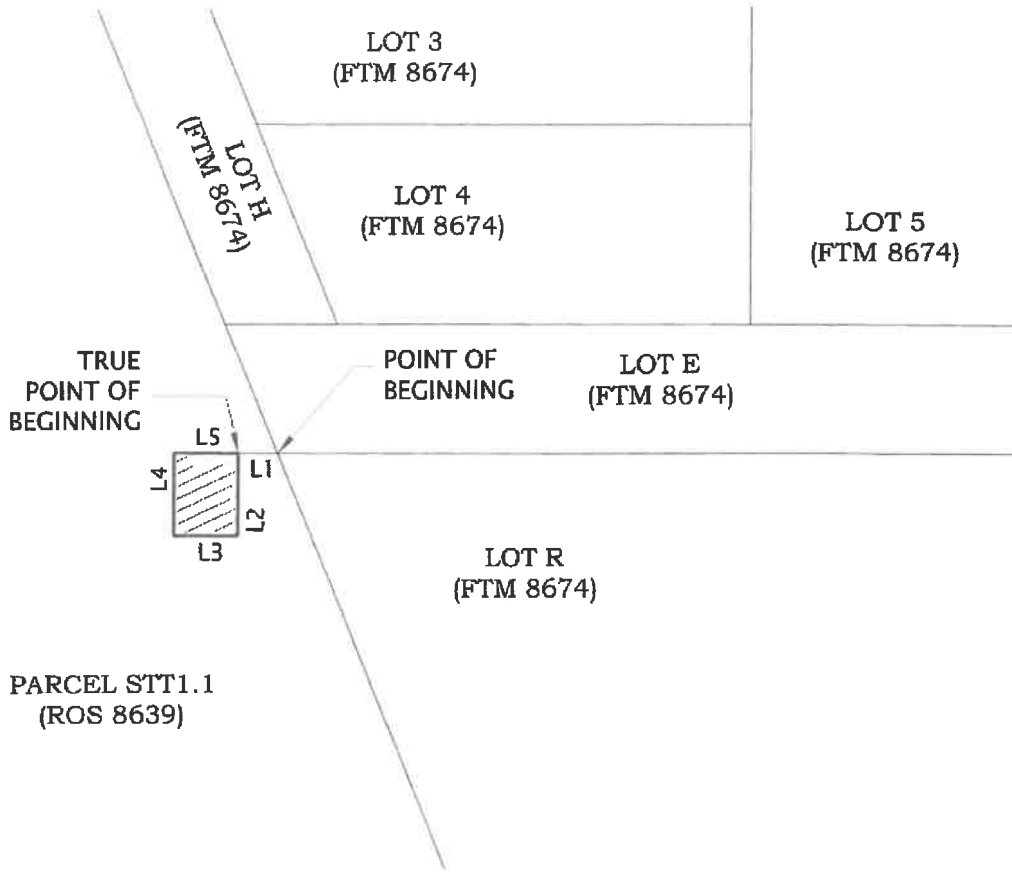 LOT 3
(FTM 8674)
LOT H
(FTM 8674)
LOT 4
(FTM 8674)
LOT 5
(FTM 8674)
TRUE
POINT OF
BEGINNING
POINT OF
BEGINNING
LOT E
(FTM 8674)
L5
L4
L1
L2
L3
LOT R
(FTM 8674)
PARCEL STT1.1
(ROS 8639)